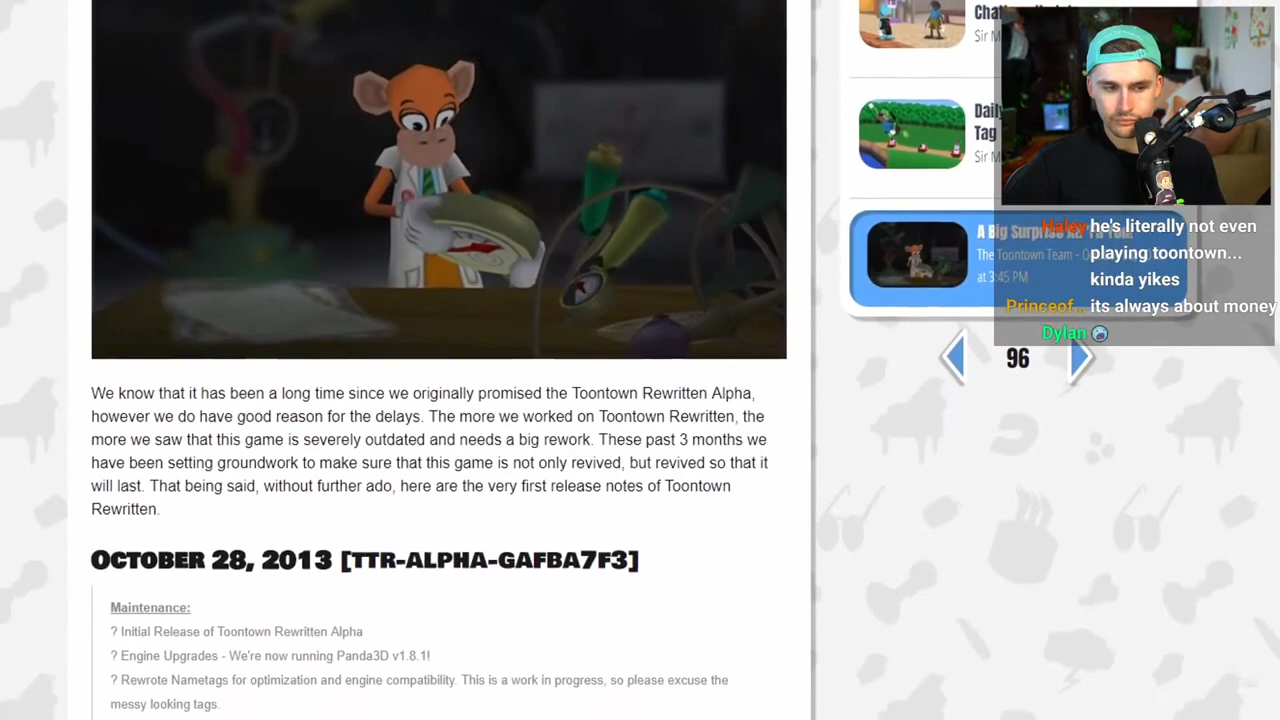 Chal
Sir M
Daily
Tag
Sir M
A Big Surprise
The Toontown Team - O
at 3:45 PM
96
Haley he's literally not even
playing toontown...
kinda yikes
Princeof... its always about money
Dylan
We know that it has been a long time since we originally promised the Toontown Rewritten Alpha,
however we do have good reason for the delays. The more we worked on Toontown Rewritten, the
more we saw that this game is severely outdated and needs a big rework. These past 3 months we
have been setting groundwork to make sure that this game is not only revived, but revived so that it
will last. That being said, without further ado, here are the very first release notes of Toontown
Rewritten.
OCTOBER 28, 2013 [TTR-ALPHA-GAFBA7F3]
Maintenance:
? Initial Release of Toontown Rewritten Alpha
? Engine Upgrades - We're now running Panda3D v1.8.1!
? Rewrote Nametags for optimization and engine compatibility. This is a work in progress, so please excuse the
messy looking tags.